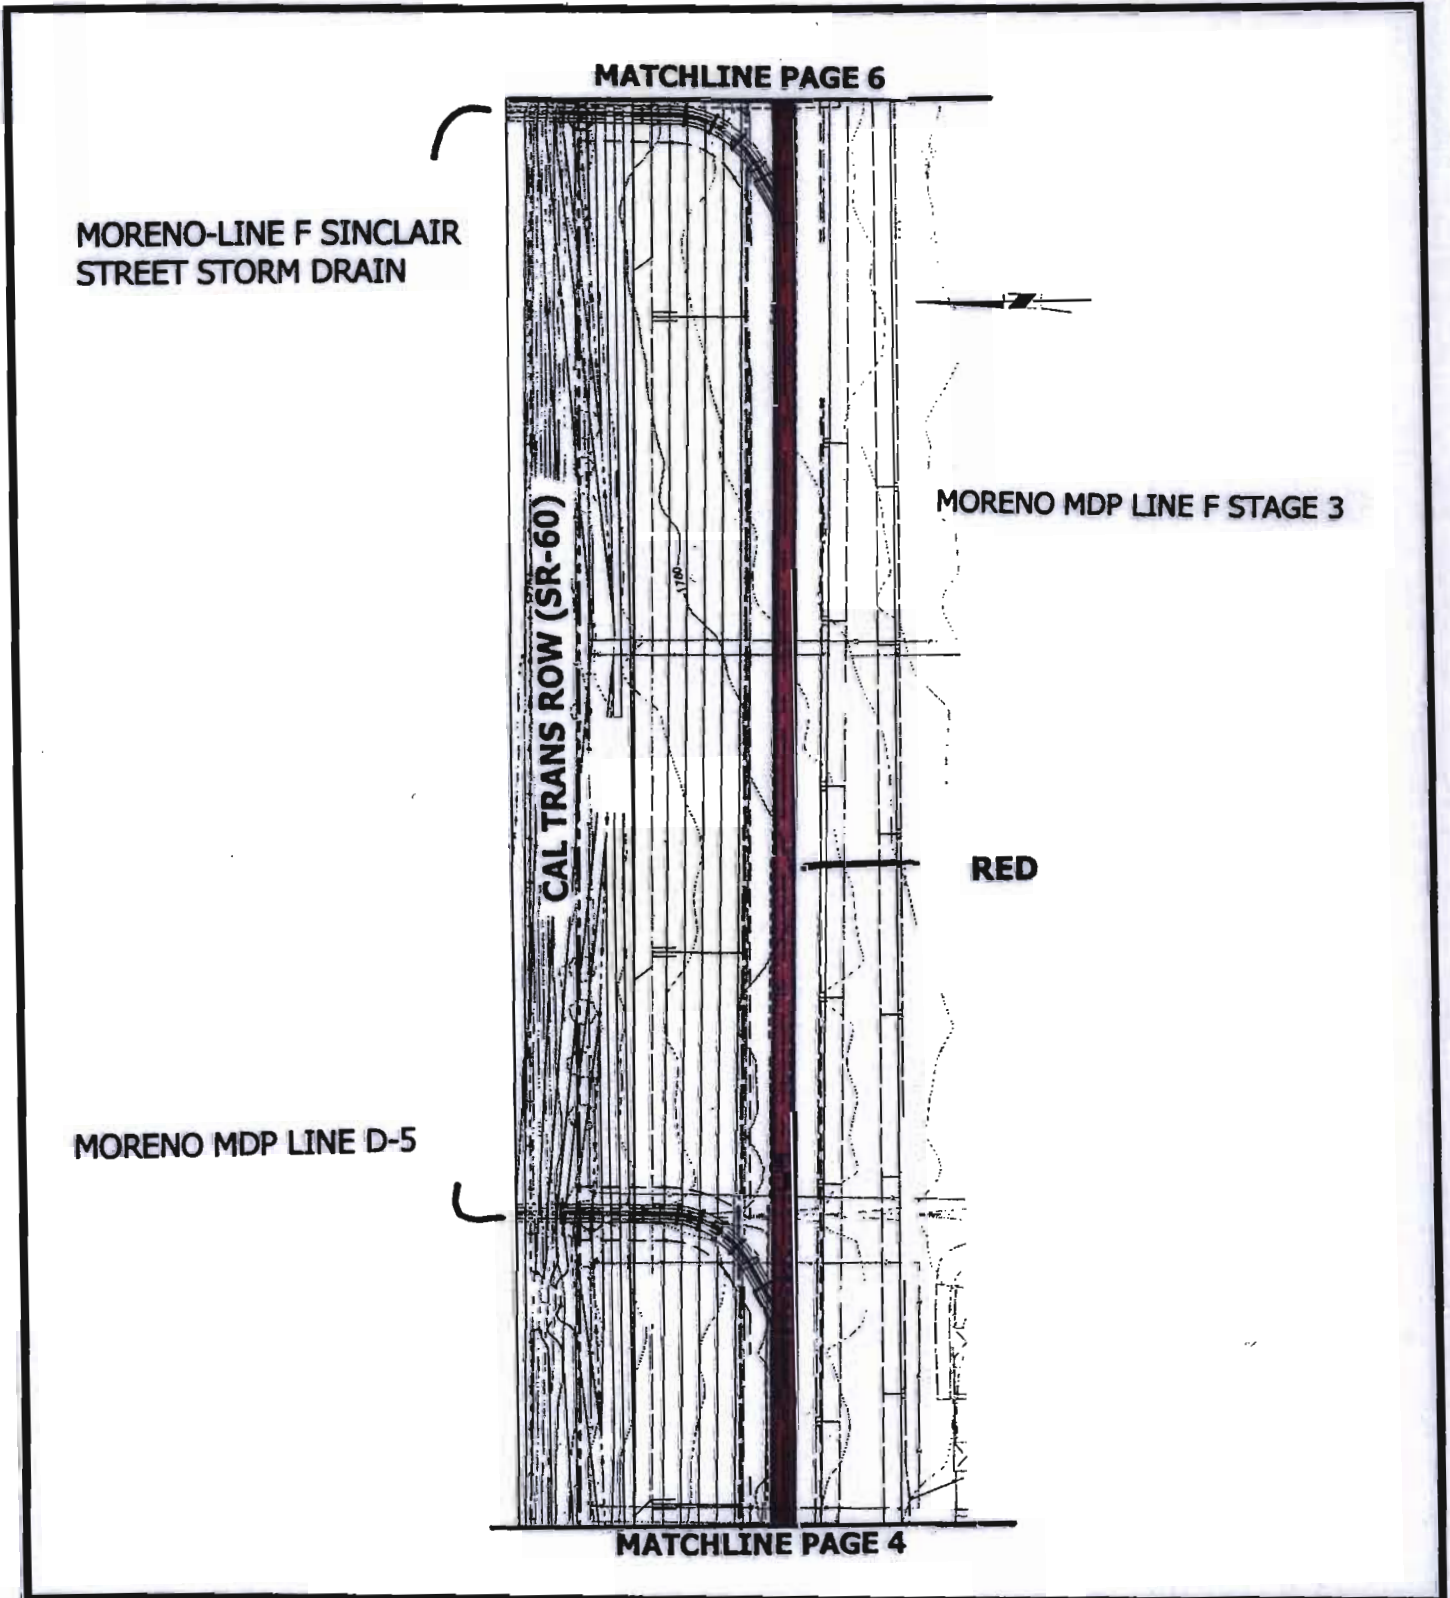 MATCHLINE PAGE 6
MORENO-LINE F SINCLAIR
STREET STORM DRAIN
MORENO MDP LINE F STAGE 3
CAL TRANS ROW (SR-60)
1780
RED
MORENO MDP LINE D-5
MATCHLINE PAGE 4